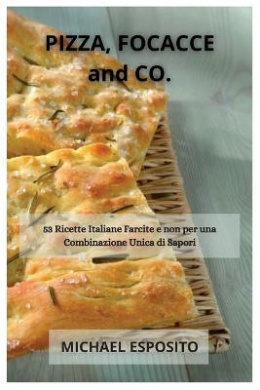 PIZZA, FOCACCE
and CO.
53 Ricette Italiane Farcite e non per una
Combinazione Unica di Sapori
MICHAEL ESPOSITO